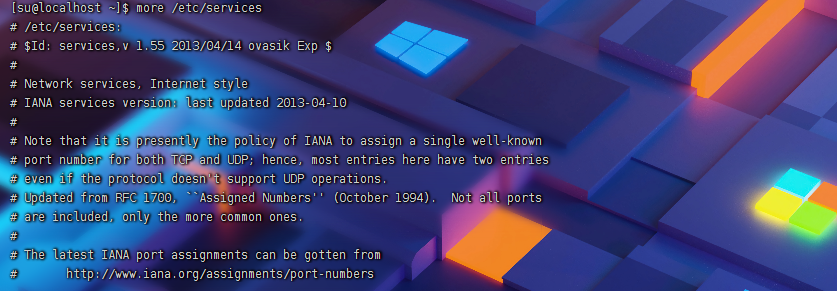 [su@localhost ~]$ more /etc/services
# /etc/services:
# $Id: services,v 1.55 2013/04/14 ovasik Exp $
#
# Network services, Internet style
# IANA services version: last updated 2013-04-10
#
# Note that it is presently the policy of IANA to assign a single well-known
# port number for both TCP and UDP; hence, most entries here have two entries
# even if the protocol doesn't support UDP operations.
# Updated from RFC 1700, ``Assigned Numbers'' (October 1994).  Not all ports
# are included, only the more common ones.
#
# The latest IANA port assignments can be gotten from
#       http://www.iana.org/assignments/port-numbers